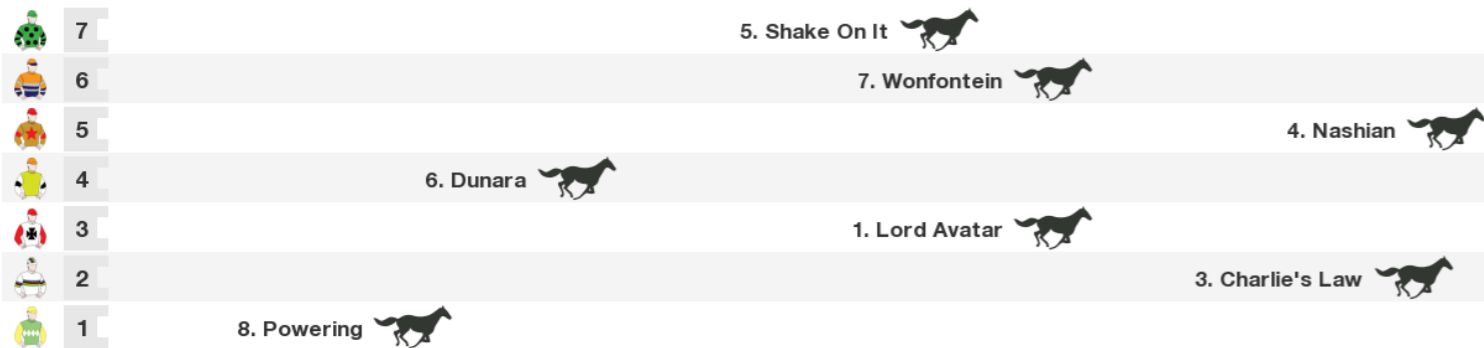 7 5. Shake On It
6 7. Wonfontein
5 4. Nashian
4 6. Dunara
3 1. Lord Avatar
2 3. Charlie's Law
1 8. Powering